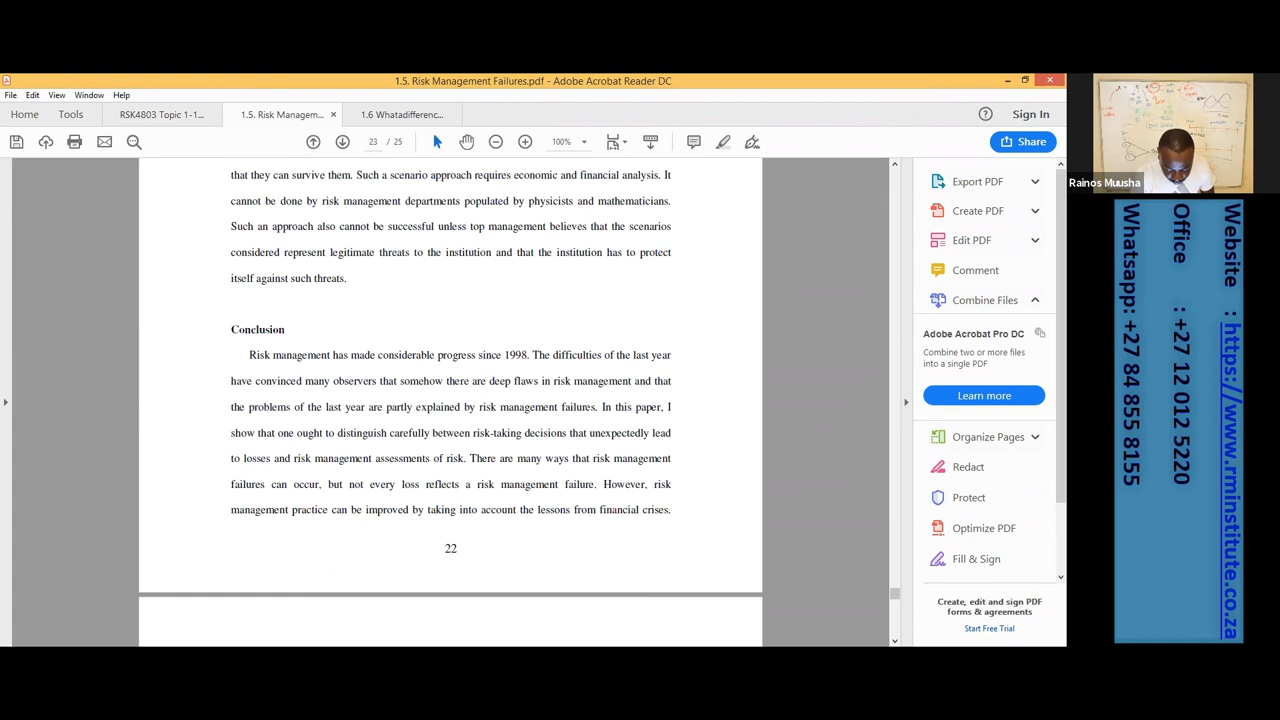 1.5. Risk Management Failures.pdf - Adobe Acrobat Reader DC
File Edit View Window Help
Home Tools RSK4803 Topic 1-1... 1.5. Risk Managem... × 1.6 Whatadifferenc... Sign In
23 / 25 100% Share
that they can survive them. Such a scenario approach requires economic and financial analysis. It
cannot be done by risk management departments populated by physicists and mathematicians.
Such an approach also cannot be successful unless top management believes that the scenarios
considered represent legitimate threats to the institution and that the institution has to protect
itself against such threats.
Conclusion
Risk management has made considerable progress since 1998. The difficulties of the last year
have convinced many observers that somehow there are deep flaws in risk management and that
the problems of the last year are partly explained by risk management failures. In this paper, I
show that one ought to distinguish carefully between risk-taking decisions that unexpectedly lead
to losses and risk management assessments of risk. There are many ways that risk management
failures can occur, but not every loss reflects a risk management failure. However, risk
management practice can be improved by taking into account the lessons from financial crises.
22
Export PDF
Create PDF
Edit PDF
Comment
Combine Files
Adobe Acrobat Pro DC
Combine two or more files
into a single PDF
Learn more
Organize Pages
Redact
Protect
Optimize PDF
Fill & Sign
Create, edit and sign PDF
forms & agreements
Start Free Trial
Rainos Muusha
Website : https://www.rminstitute.co.za
Office : +27 12 012 5220
Whatsapp: +27 84 855 8155